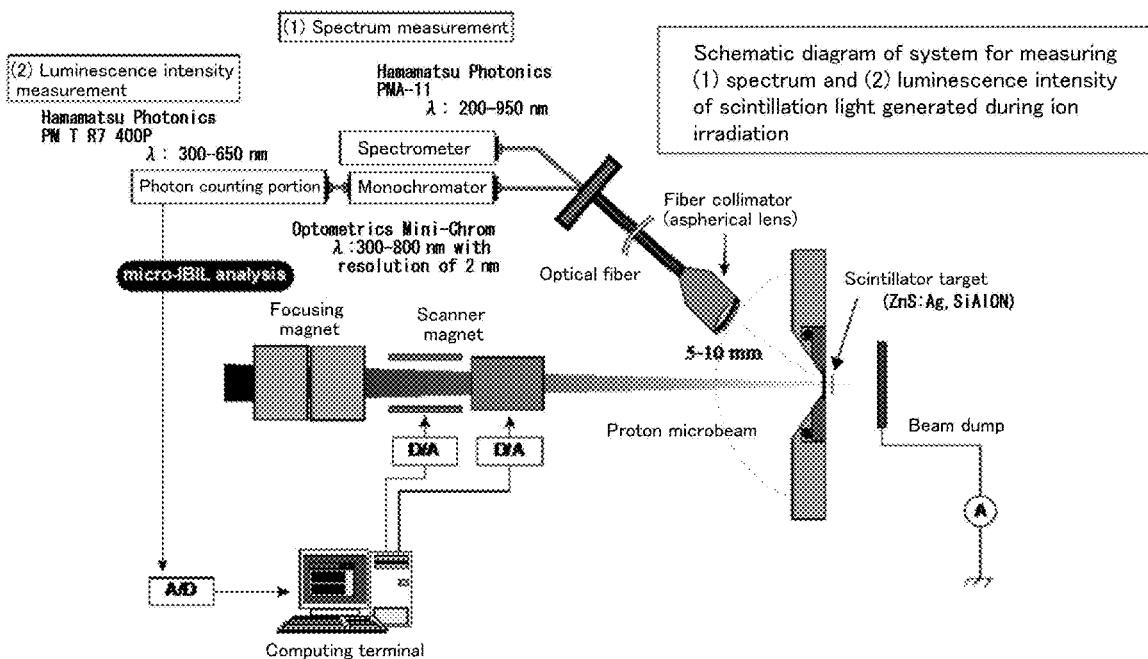 (1) Spectrum measurement
(2) Luminescence intensity
measurement
Hamamatsu Photonics
PM T R7 400P
λ: 300-650 nm
Hamamatsu Photonics
PMA-11
λ: 200-950 nm
Schematic diagram of system for measuring
(1) spectrum and (2) luminescence intensity
of scintillation light generated during ion
irradiation
Spectrometer
Photon counting portion
Monochromator
Optometrics Mini-Chrom
λ:300-800 nm with
resolution of 2 nm
Fiber collimator
(aspherical lens)
Optical fiber
micro-IBIL analysis
Scintillator target
(ZnS:Ag, SiAlON)
Focusing
magnet
Scanner
magnet
5-10 mm
Proton microbeam
Beam dump
D/A
D/A
A
A/D
Computing terminal